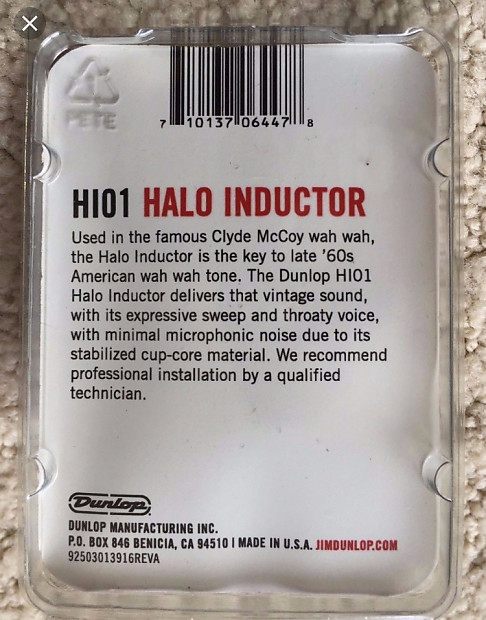 PETE
7 10137 06447 8
HI01 HALO INDUCTOR
Used in the famous Clyde McCoy wah wah,
the Halo Inductor is the key to late '60s
American wah wah tone. The Dunlop HI01
Halo Inductor delivers that vintage sound,
with its expressive sweep and throaty voice,
with minimal microphonic noise due to its
stabilized cup-core material. We recommend
professional installation by a qualified
technician.
Dunlop
DUNLOP MANUFACTURING INC.
P.O. BOX 846 BENICIA, CA 94510 I MADE IN U.S.A. JIMDUNLOP.COM
92503013916REVA